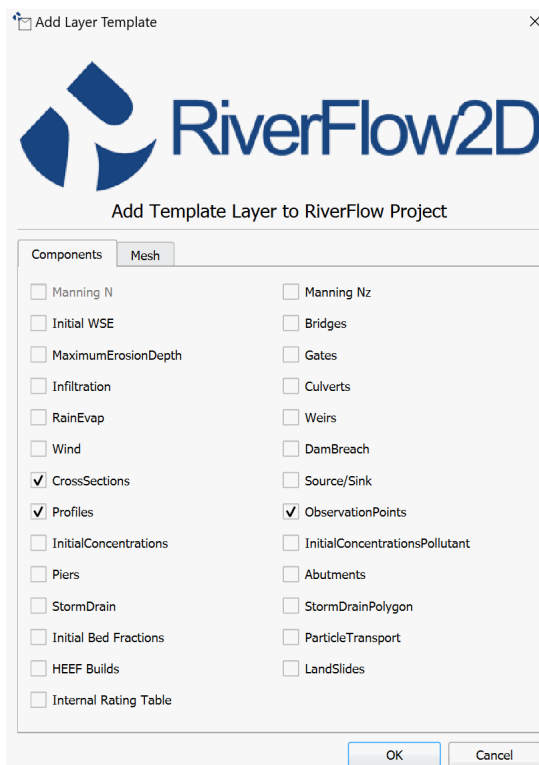 Add Layer Template
RiverFlow2D
Add Template Layer to RiverFlow Project
Components Mesh
Manning N Manning Nz
Initial WSE Bridges
MaximumErosionDepth Gates
Infiltration Culverts
RainEvap Weirs
Wind DamBreach
CrossSections Source/Sink
Profiles ObservationPoints
InitialConcentrations InitialConcentrationsPollutant
Piers Abutments
StormDrain StormDrainPolygon
Initial Bed Fractions ParticleTransport
HEEF Builds LandSlides
Internal Rating Table
OK Cancel